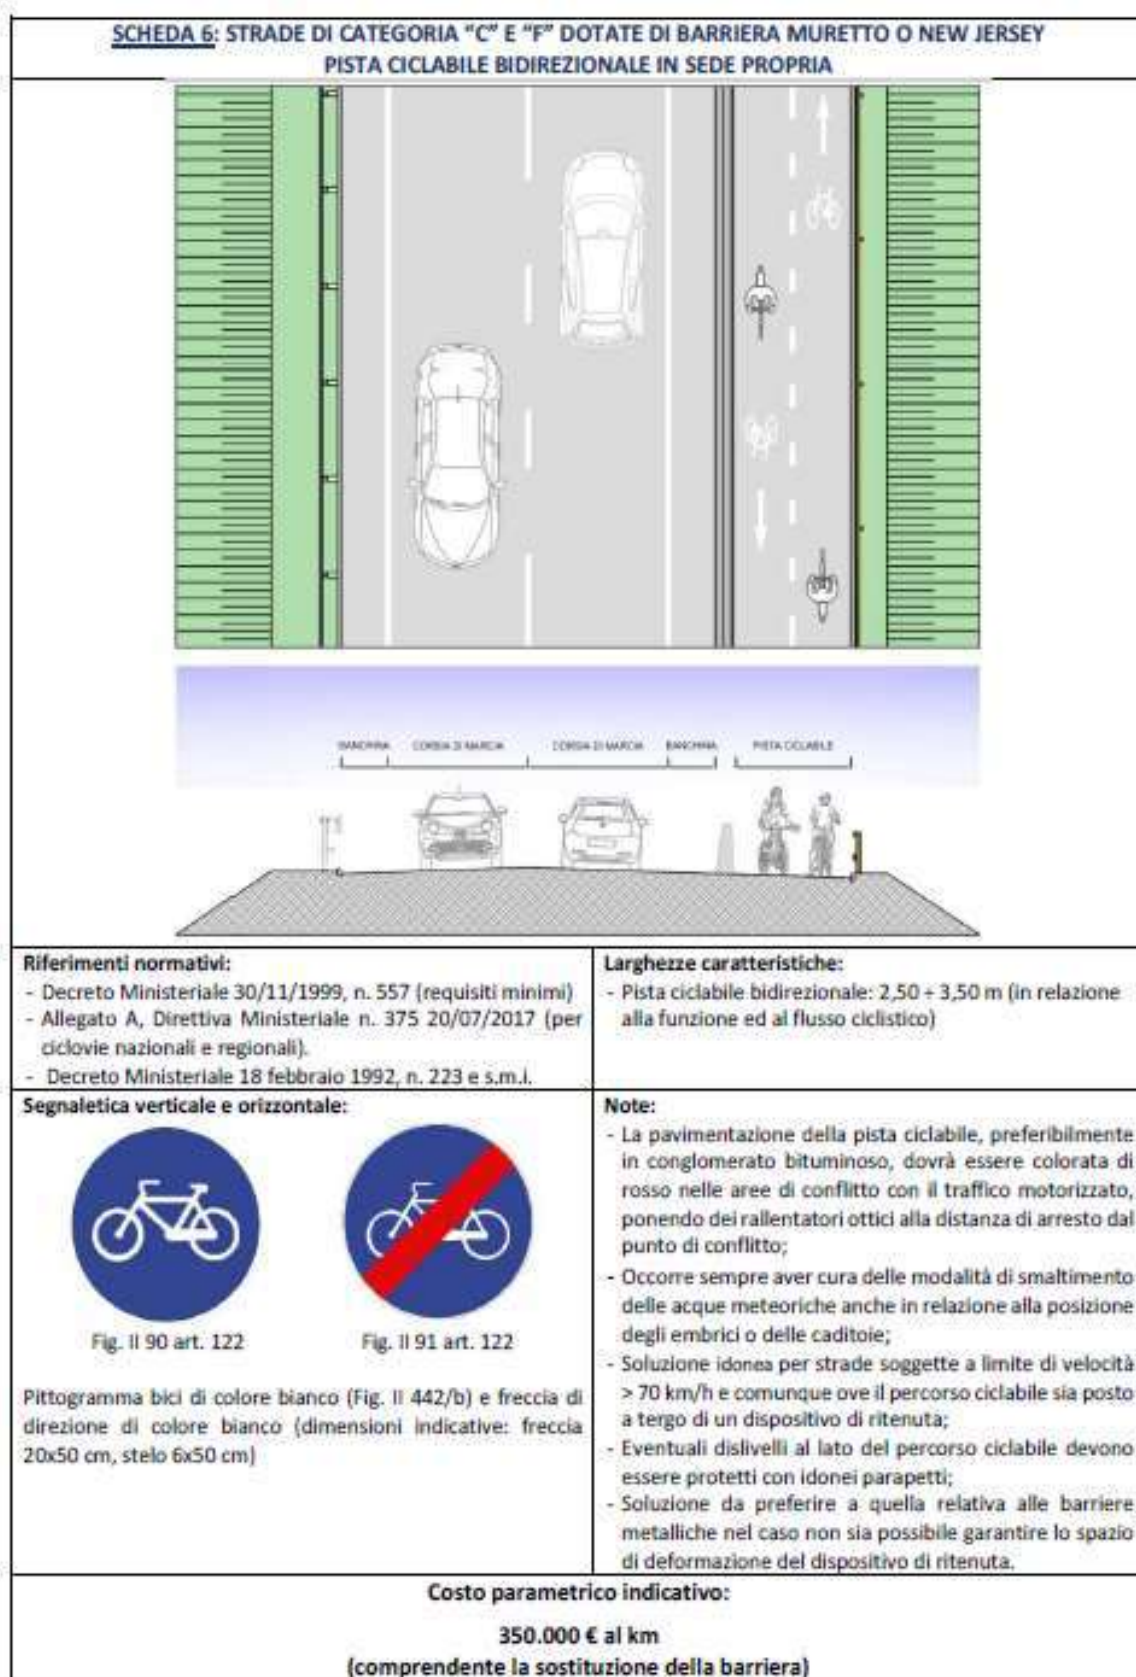 SCHEDA 6: STRADE DI CATEGORIA "C" E "F" DOTATE DI BARRIERA MURETTO O NEW JERSEY
PISTA CICLABILE BIDIREZIONALE IN SEDE PROPRIA
BANCHINA CORSIA DI MARCIA CORSIA DI MARCIA BANCHINA PISTA CICLABILE
Riferimenti normativi:
- Decreto Ministeriale 30/11/1999, n. 557 (requisiti minimi)
- Allegato A, Direttiva Ministeriale n. 375 20/07/2017 (per
ciclovie nazionali e regionali).
- Decreto Ministeriale 18 febbraio 1992, n. 223 e s.m.i.
Larghezze caratteristiche:
- Pista ciclabile bidirezionale: 2,50 ÷ 3,50 m (in relazione
alla funzione ed al flusso ciclistico)
Segnaletica verticale e orizzontale:
Fig. II 90 art. 122 Fig. II 91 art. 122
Pittogramma bici di colore bianco (Fig. II 442/b) e freccia di
direzione di colore bianco (dimensioni indicative: freccia
20x50 cm, stelo 6x50 cm)
Note:
- La pavimentazione della pista ciclabile, preferibilmente
in conglomerato bituminoso, dovrà essere colorata di
rosso nelle aree di conflitto con il traffico motorizzato,
ponendo dei rallentatori ottici alla distanza di arresto dal
punto di conflitto;
- Occorre sempre aver cura delle modalità di smaltimento
delle acque meteoriche anche in relazione alla posizione
degli embrici o delle caditoie;
- Soluzione idonea per strade soggette a limite di velocità
> 70 km/h e comunque ove il percorso ciclabile sia posto
a tergo di un dispositivo di ritenuta;
- Eventuali dislivelli al lato del percorso ciclabile devono
essere protetti con idonei parapetti;
- Soluzione da preferire a quella relativa alle barriere
metalliche nel caso non sia possibile garantire lo spazio
di deformazione del dispositivo di ritenuta.
Costo parametrico indicativo:
350.000 € al km
(comprendente la sostituzione della barriera)